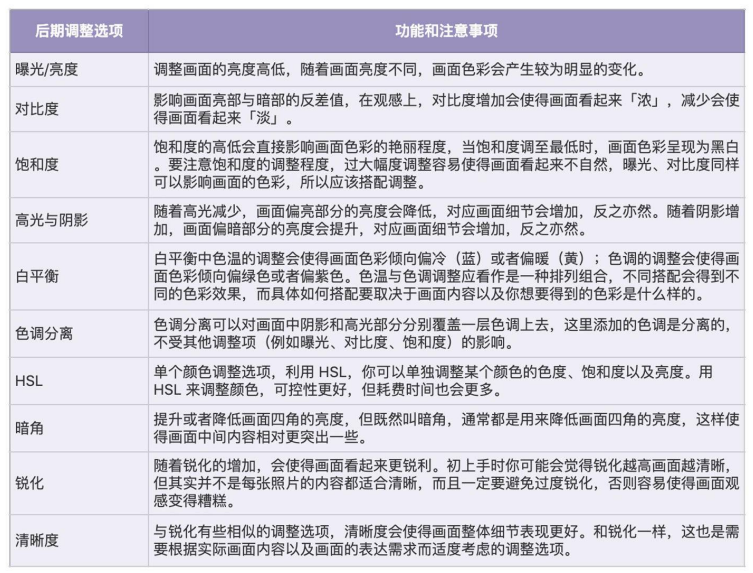 后期调整选项
功能和注意事项
曝光/亮度
调整画面的亮度高低，随着画面亮度不同，画面色彩会产生较为明显的变化。
对比度
影响画面亮部与暗部的反差值，在观感上，对比度增加会使得画面看起来「浓」，减少会使
得画面看起来「淡」。
饱和度
饱和度的高低会直接影响画面色彩的艳丽程度，当饱和度调至最低时，画面色彩呈现为黑白
。要注意饱和度的调整程度，过大幅度调整容易使得画面看起来不自然，曝光、对比度同样
可以影响画面的色彩，所以应该搭配调整。
高光与阴影
随着高光减少，画面偏亮部分的亮度会降低，对应画面细节会增加，反之亦然。随着阴影增
加，画面偏暗部分的亮度会提升，对应画面细节会增加，反之亦然。
白平衡
白平衡中色温的调整会使得画面色彩倾向偏冷（蓝）或者偏暖（黄）；色调的调整会使得画
面色彩倾向偏绿色或者偏紫色。色温与色调调整应看作是一种排列组合，不同搭配会得到不
同的色彩效果，而具体如何搭配要取决于画面内容以及你想要得到的色彩是什么样的。
色调分离
色调分离可以对画面中阴影和高光部分分别覆盖一层色调上去，这里添加的色调是分离的，
不受其他调整项（例如曝光、对比度、饱和度）的影响。
HSL
单个颜色调整选项，利用 HSL，你可以单独调整某个颜色的色度、饱和度以及亮度。用
HSL 来调整颜色，可控性更好，但耗费时间也会更多。
暗角
提升或者降低画面四角的亮度，但既然叫暗角，通常都是用来降低画面四角的亮度，这样使
得画面中间内容相对更突出一些。
锐化
随着锐化的增加，会使得画面看起来更锐利。初上手时你可能会觉得锐化越高画面越清晰，
但其实并不是每张照片的内容都适合清晰，而且一定要避免过度锐化，否则容易使得画面观
感变得糟糕。
清晰度
与锐化有些相似的调整选项，清晰度会使得画面整体细节表现更好。和锐化一样，这也是需
要根据实际画面内容以及画面的表达需求而适度考虑的调整选项。